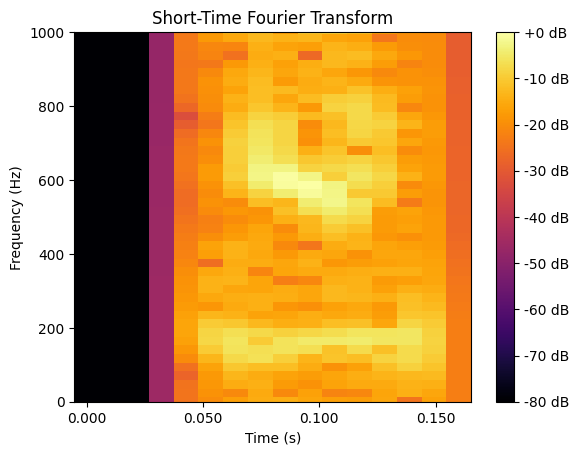 Short-Time Fourier Transform
1000
800
600
400
200
0
Frequency (Hz)
0.000
0.050
0.100
0.150
Time (s)
+0 dB
-10 dB
-20 dB
-30 dB
-40 dB
-50 dB
-60 dB
-70 dB
-80 dB